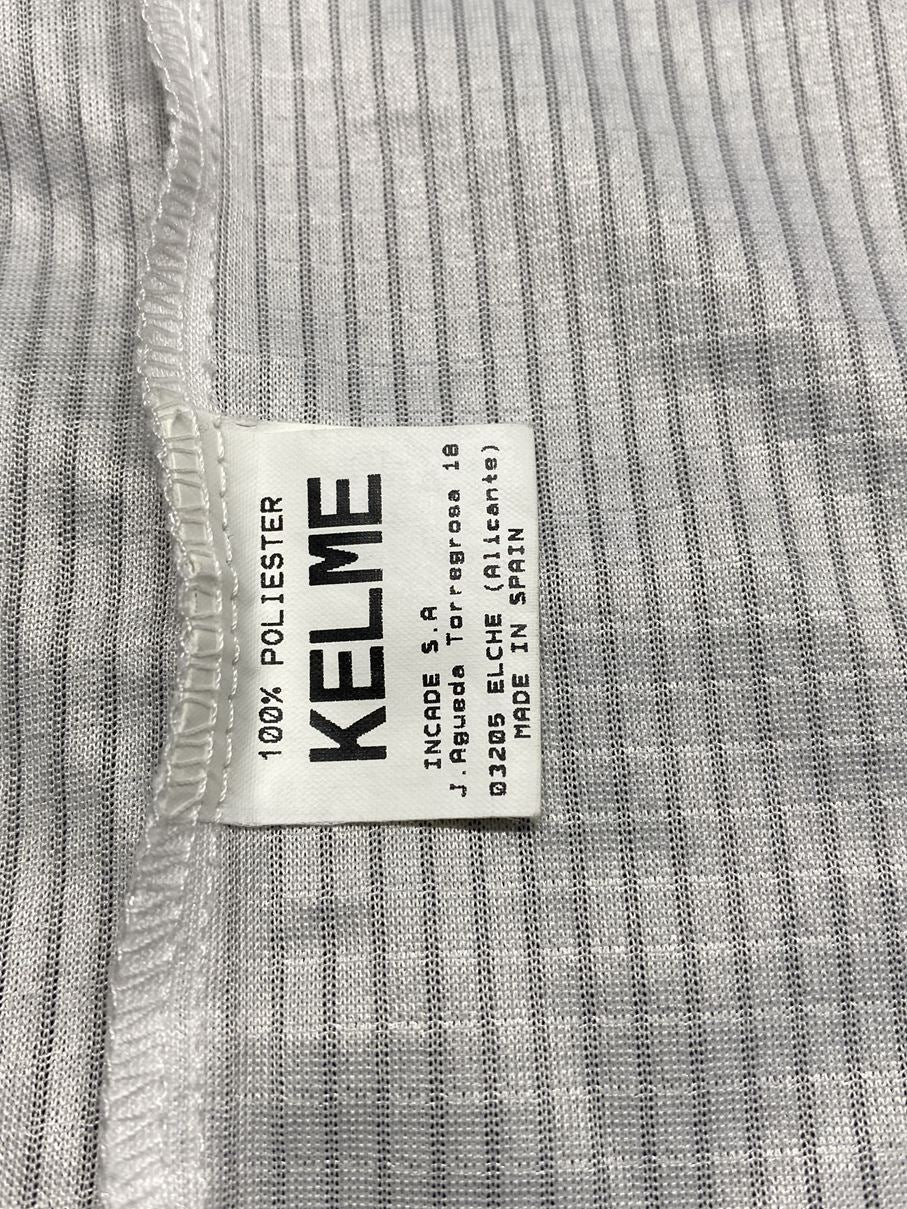 100% POLIESTER
KELME
INCADE S.A
J.Agueda Torregrosa 18
03205 ELCHE (Alicante)
MADE IN SPAIN